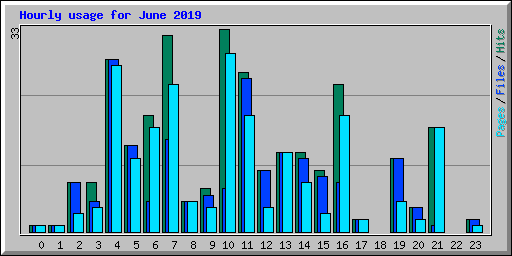 Hourly usage for June 2019
33
Pages / Files / Hits
0 1 2 3 4 5 6 7 8 9 10 11 12 13 14 15 16 17 18 19 20 21 22 23